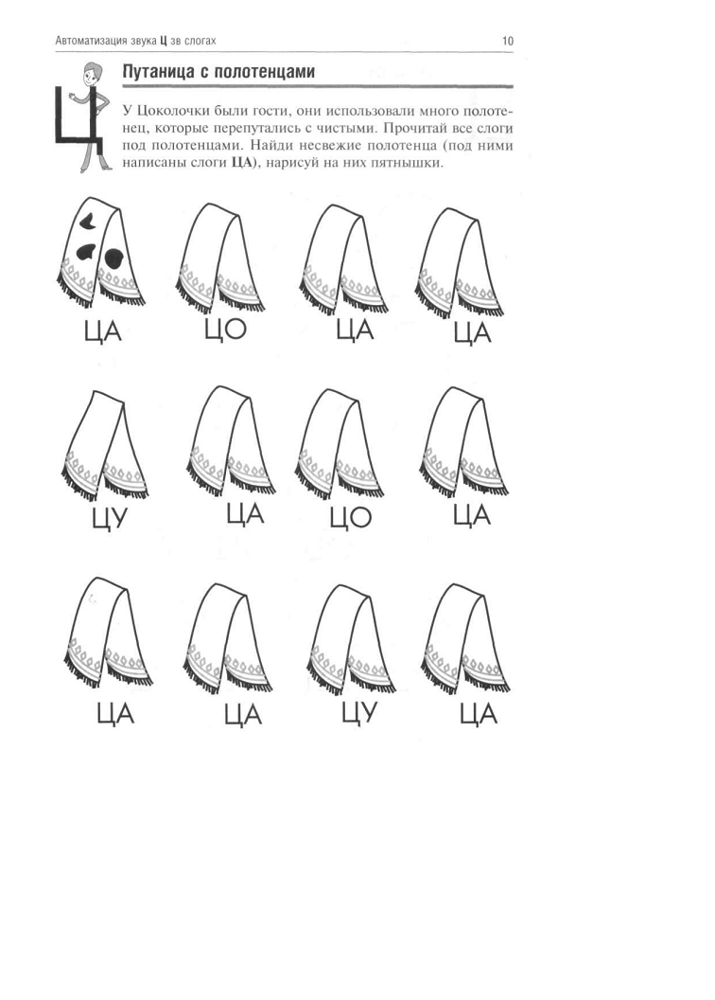 Автоматизация звука Ц зв слогах 10
Ц
Путаница с полотенцами
У Цоколочки были гости, они использовали много полоте-
нец, которые перепутались с чистыми. Прочитай все слоги
под полотенцами. Найди несвежие полотенца (под ними
написаны слоги ЦА), нарисуй на них пятнышки.
ЦА ЦО ЦА ЦА
ЦУ ЦА ЦО ЦА
ЦА ЦА ЦУ ЦА